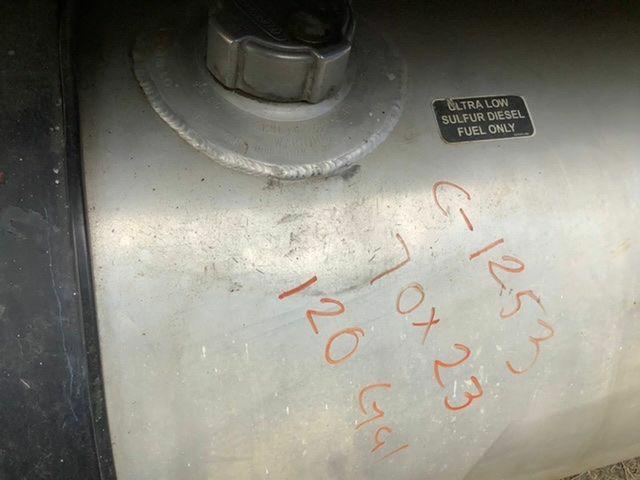 ULTRA LOW
SULFUR DIESEL
FUEL ONLY
G-1253
70X23
120 Gal